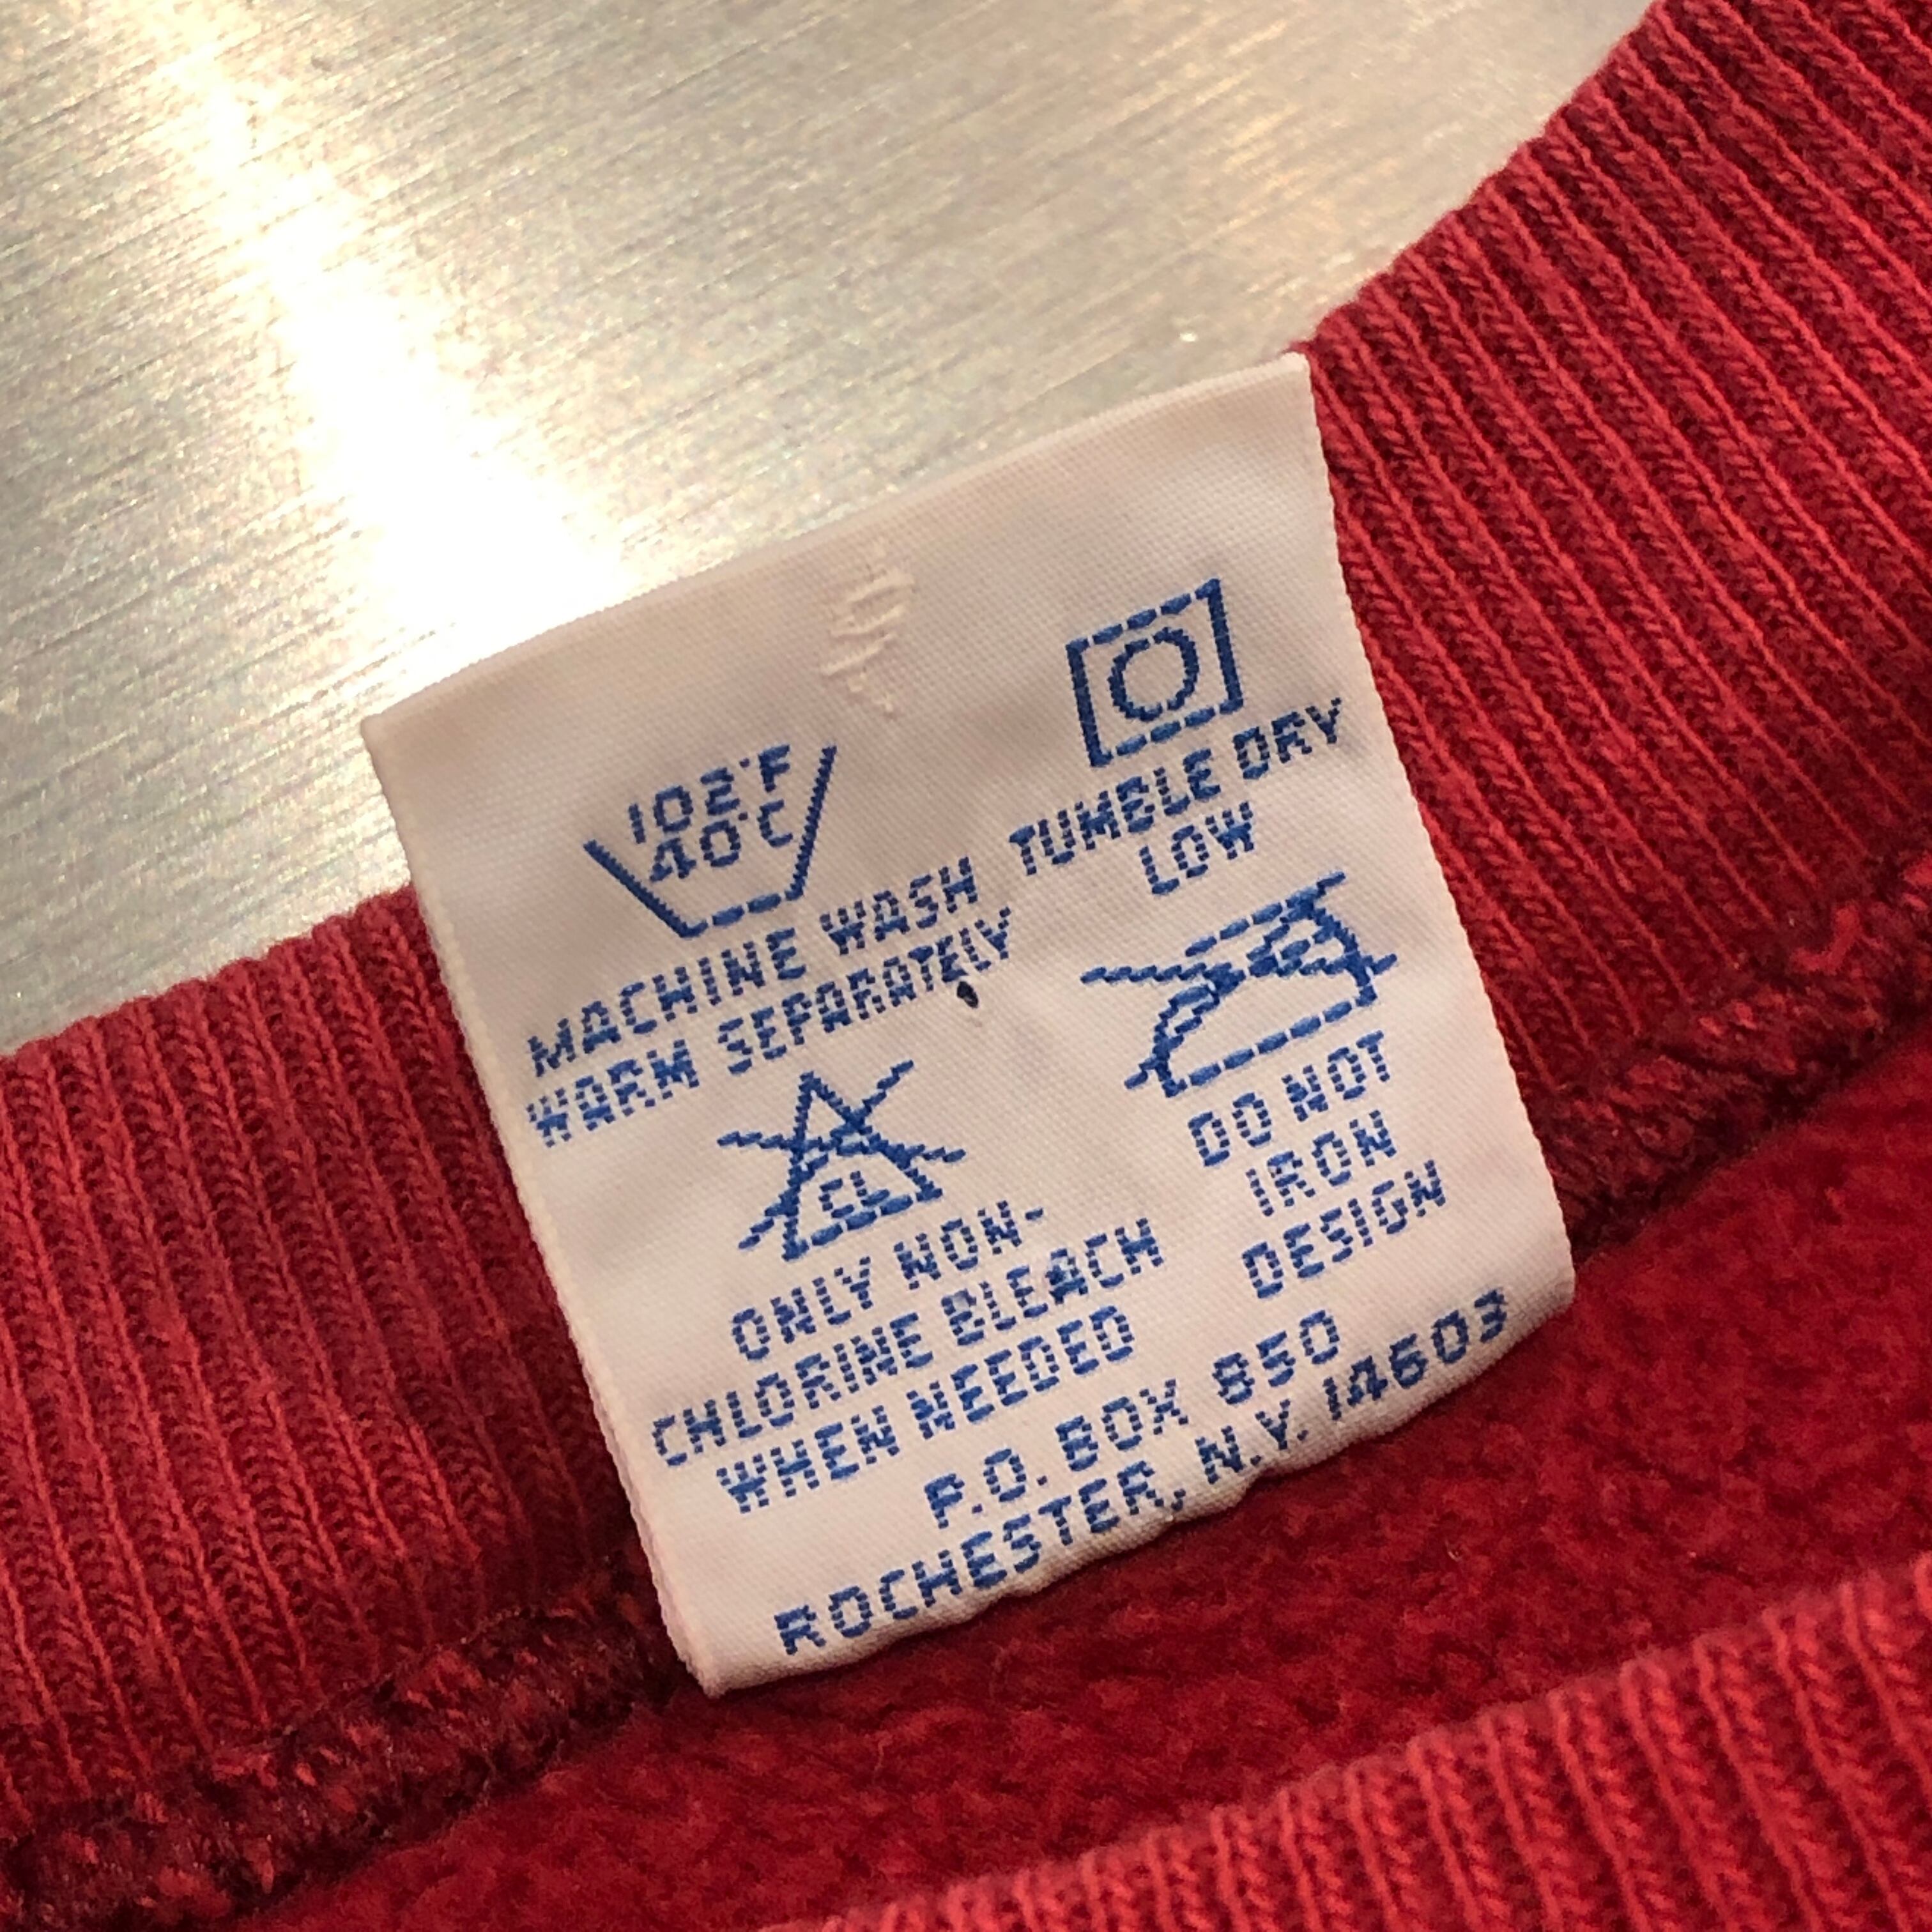 102°F
40°C
MACHINE WASH
WARM SEPARATELY
TUMBLE DRY
LOW
CL
ONLY NON-
CHLORINE BLEACH
WHEN NEEDED
DO NOT
IRON
DESIGN
P.O. BOX 850
ROCHESTER, N.Y. 14603